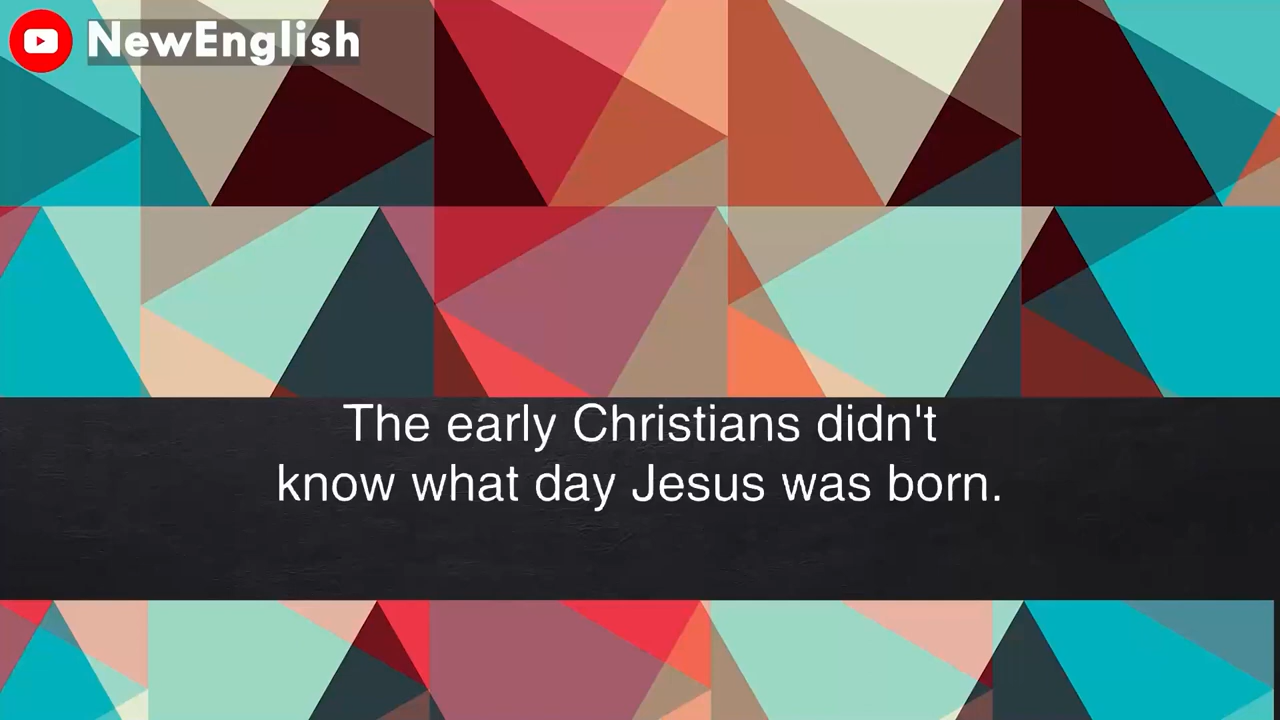 NewEnglish
The early Christians didn't
know what day Jesus was born.